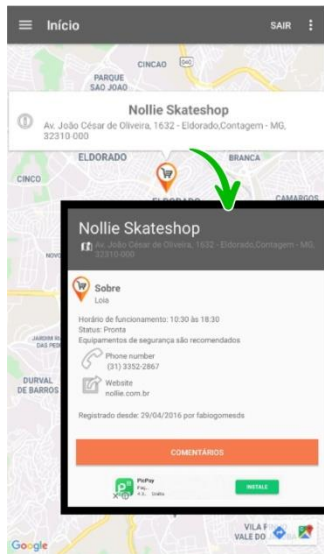 Início
SAIR
CINCAO
PARQUE
SAO JOAO
Nollie Skateshop
Av. João César de Oliveira, 1632 - Eldorado,Contagem - MG,
32310-000
ELDORADO
BRANCA
CINCO
CAMARGOS
Nollie Skateshop
Av. João César de Oliveira, 1632 - Eldorado,Contagem - MG,
32310-000
Sobre
Loja
Horário de funcionamento: 10:30 às 18:30
Status: Pronta
Equipamentos de segurança são recomendados
Phone number
(31) 3352-2867
Website
nollie.com.br
Registrado desde: 29/04/2016 por fabiogomeeds
COMENTÁRIOS
PicPay
INSTALE
DURVAL
DE BARROS
VILA
VALE DO
Google